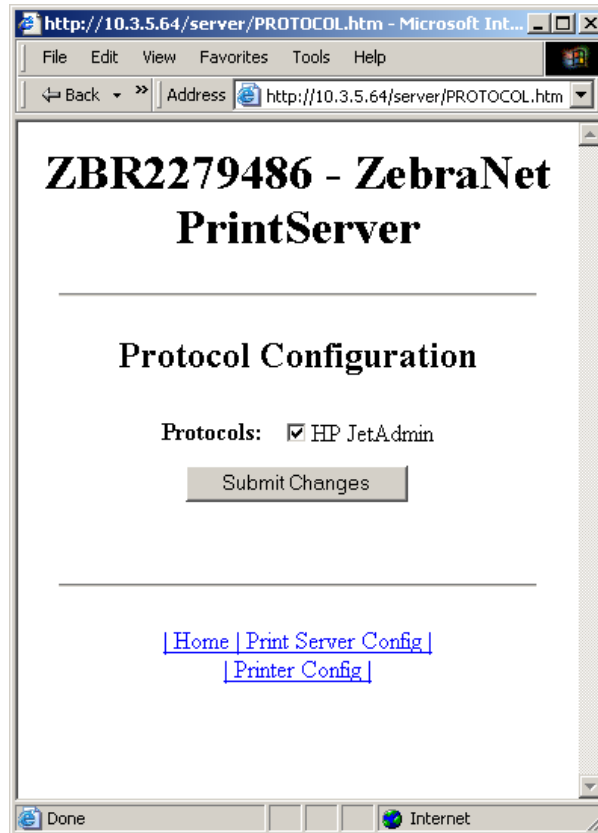 http://10.3.5.64/server/PROTOCOL.htm - Microsoft Int...
File Edit View Favorites Tools Help
Back » Address http://10.3.5.64/server/PROTOCOL.htm
ZBR2279486 - ZebraNet
PrintServer
Protocol Configuration
Protocols: HP JetAdmin
Submit Changes
| Home | Print Server Config |
| Printer Config |
Done Internet